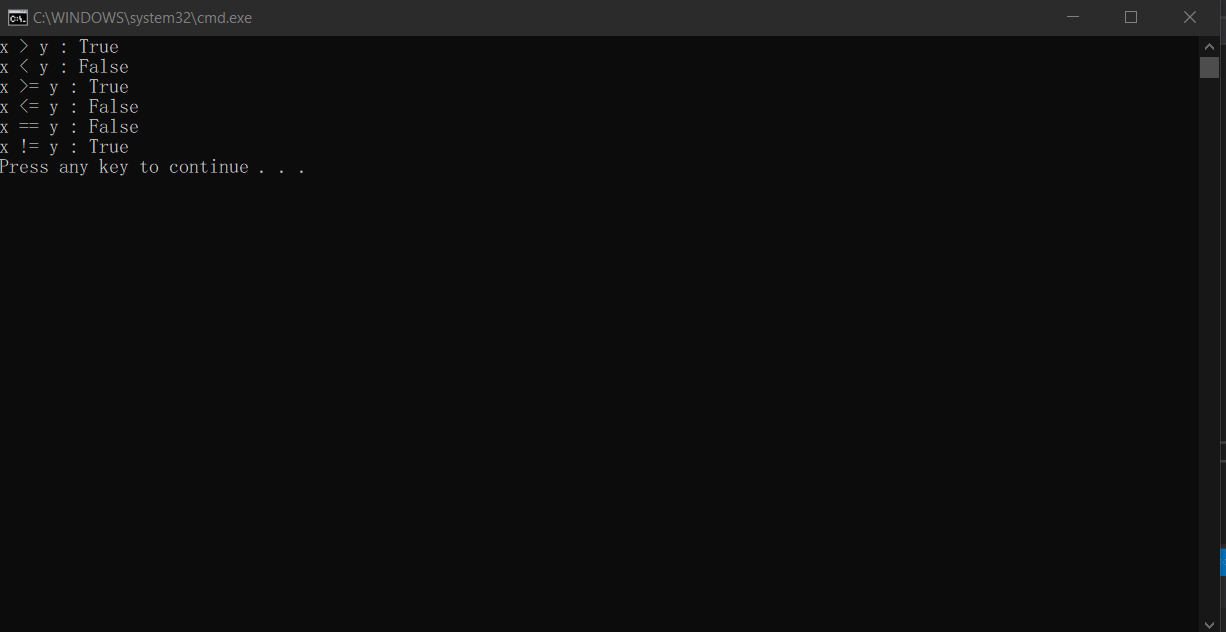 C:\WINDOWS\system32\cmd.exe
x > y : True
x < y : False
x >= y : True
x <= y : False
x == y : False
x != y : True
Press any key to continue . . .